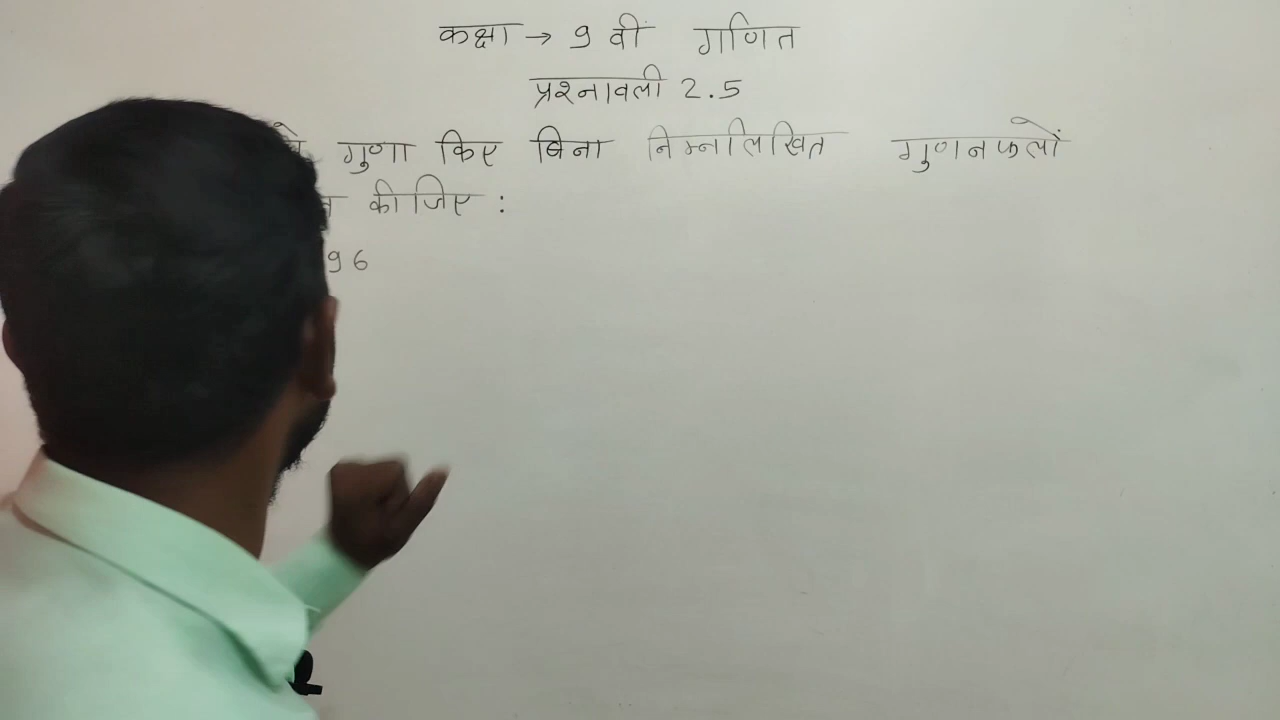 कक्षा → 9 वीं गणित
प्रश्नावली 2.5
गुणा किए बिना निम्नलिखित गुणनफलों
कीजिए :
96